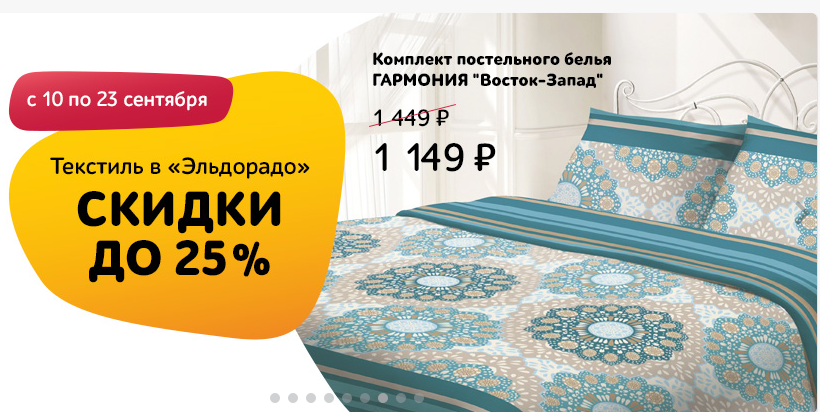 с 10 по 23 сентября
Текстиль в «Эльдорадо»
СКИДКИ
ДО 25%
Комплект постельного белья
ГАРМОНИЯ "Восток-Запад"
1 449 ₽
1 149 ₽